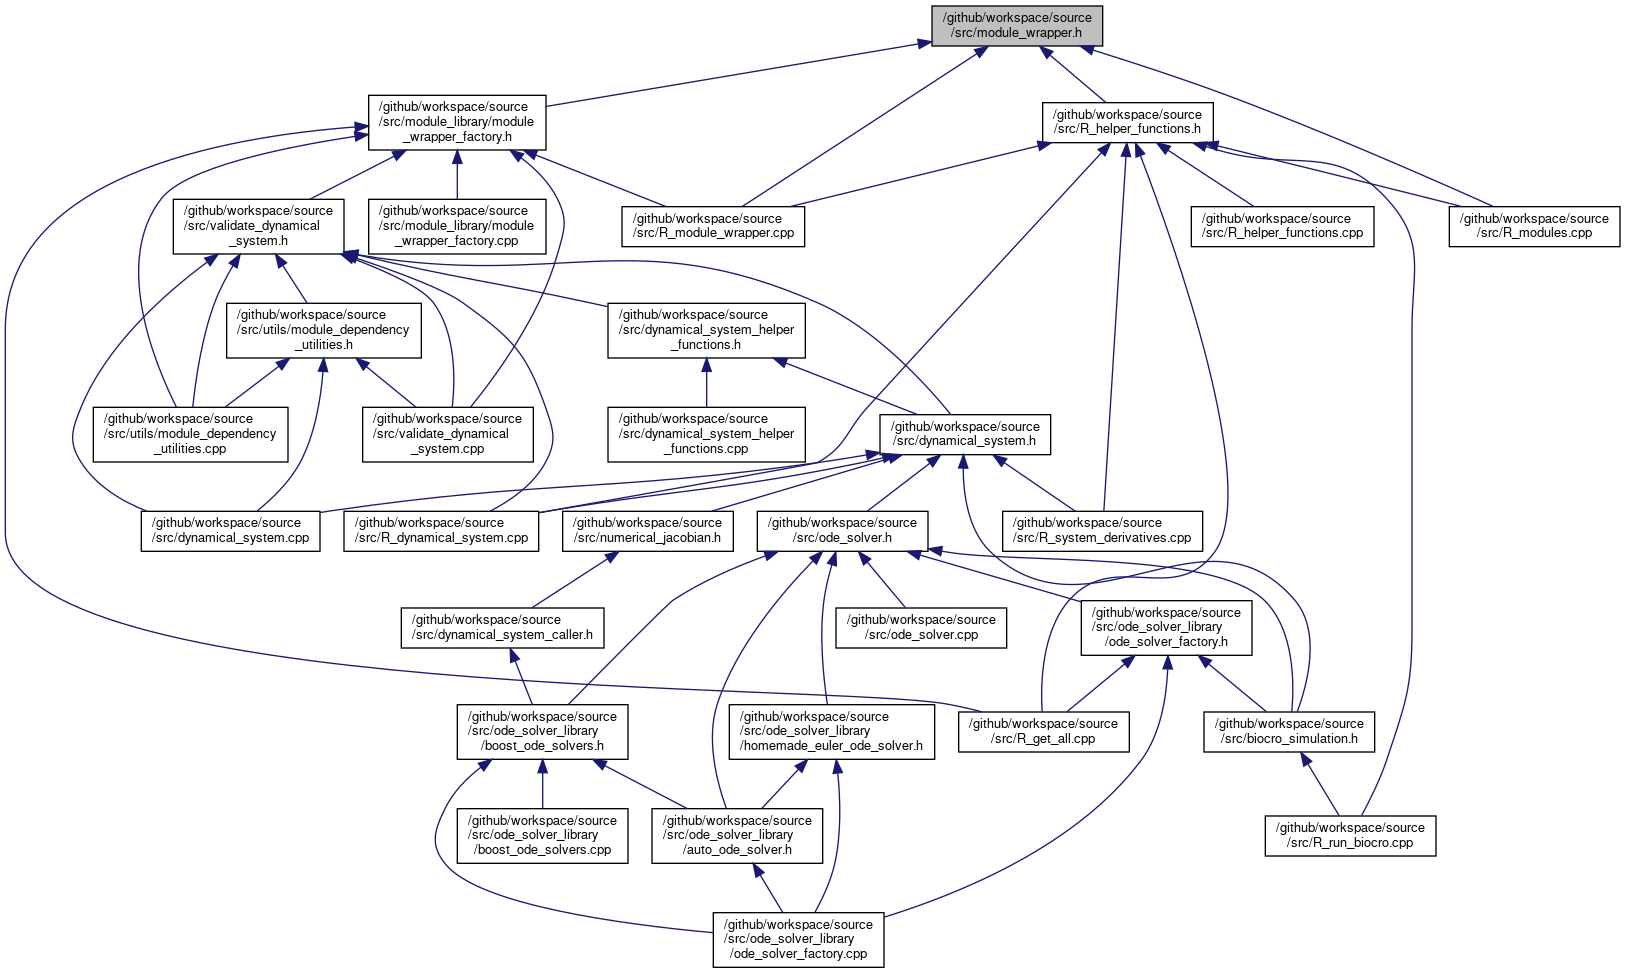 /github/workspace/source
/src/module_wrapper.h
/github/workspace/source
/src/module_library/module
_wrapper_factory.h
/github/workspace/source
/src/R_helper_functions.h
/github/workspace/source
/src/validate_dynamical
_system.h
/github/workspace/source
/src/module_library/module
_wrapper_factory.cpp
/github/workspace/source
/src/R_module_wrapper.cpp
/github/workspace/source
/src/R_helper_functions.cpp
/github/workspace/source
/src/R_modules.cpp
/github/workspace/source
/src/utils/module_dependency
_utilities.h
/github/workspace/source
/src/dynamical_system_helper
_functions.h
/github/workspace/source
/src/utils/module_dependency
_utilities.cpp
/github/workspace/source
/src/validate_dynamical
_system.cpp
/github/workspace/source
/src/dynamical_system_helper
_functions.cpp
/github/workspace/source
/src/dynamical_system.h
/github/workspace/source
/src/dynamical_system.cpp
/github/workspace/source
/src/R_dynamical_system.cpp
/github/workspace/source
/src/numerical_jacobian.h
/github/workspace/source
/src/ode_solver.h
/github/workspace/source
/src/R_system_derivatives.cpp
/github/workspace/source
/src/dynamical_system_caller.h
/github/workspace/source
/src/ode_solver.cpp
/github/workspace/source
/src/ode_solver_library
/ode_solver_factory.h
/github/workspace/source
/src/ode_solver_library
/boost_ode_solvers.h
/github/workspace/source
/src/ode_solver_library
/homemade_euler_ode_solver.h
/github/workspace/source
/src/R_get_all.cpp
/github/workspace/source
/src/biocro_simulation.h
/github/workspace/source
/src/ode_solver_library
/boost_ode_solvers.cpp
/github/workspace/source
/src/ode_solver_library
/auto_ode_solver.h
/github/workspace/source
/src/R_run_biocro.cpp
/github/workspace/source
/src/ode_solver_library
/ode_solver_factory.cpp